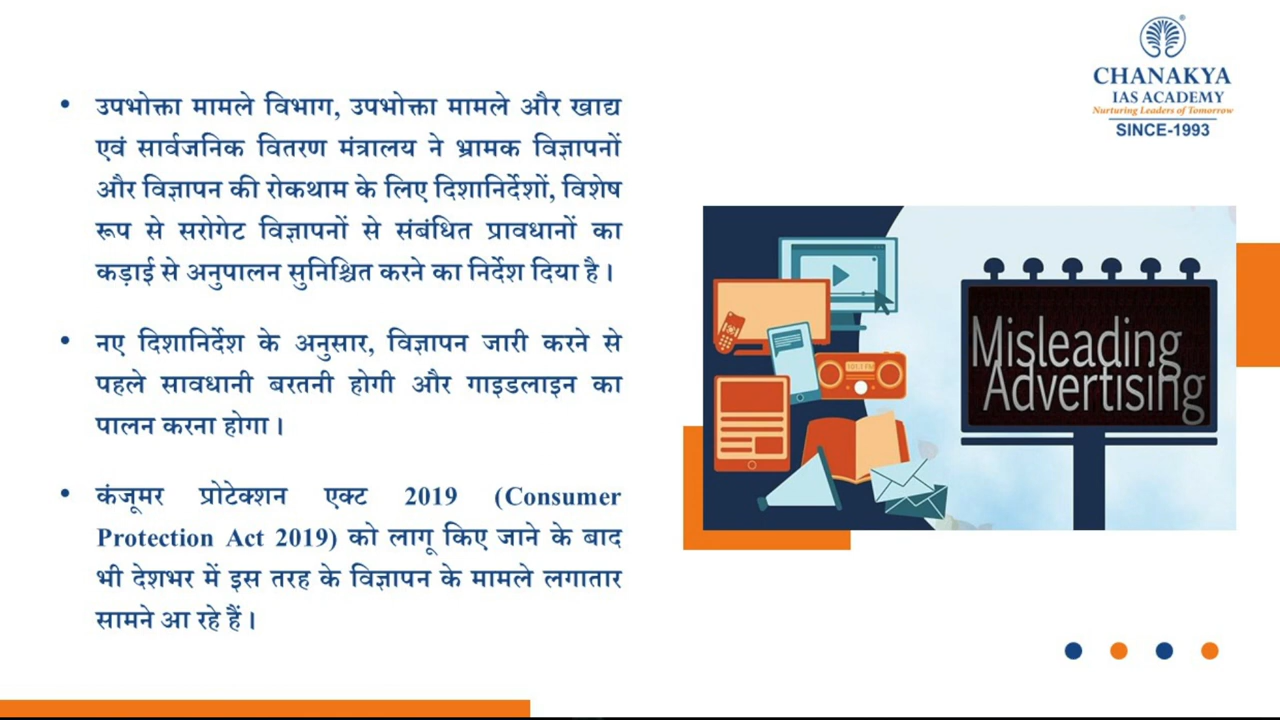 CHANAKYA
IAS ACADEMY
Nurturing Leaders of Tomorrow
SINCE-1993
• उपभोक्ता मामले विभाग, उपभोक्ता मामले और खाद्य
एवं सार्वजनिक वितरण मंत्रालय ने भ्रामक विज्ञापनों
और विज्ञापन की रोकथाम के लिए दिशानिर्देशों, विशेष
रूप से सरोगेट विज्ञापनों से संबंधित प्रावधानों का
कड़ाई से अनुपालन सुनिश्चित करने का निर्देश दिया है।
• नए दिशानिर्देश के अनुसार, विज्ञापन जारी करने से
पहले सावधानी बरतनी होगी और गाइडलाइन का
पालन करना होगा।
• कंजूमर प्रोटेक्शन एक्ट 2019 (Consumer
Protection Act 2019) को लागू किए जाने के बाद
भी देशभर में इस तरह के विज्ञापन के मामले लगातार
सामने आ रहे हैं।
Misleading
Advertising